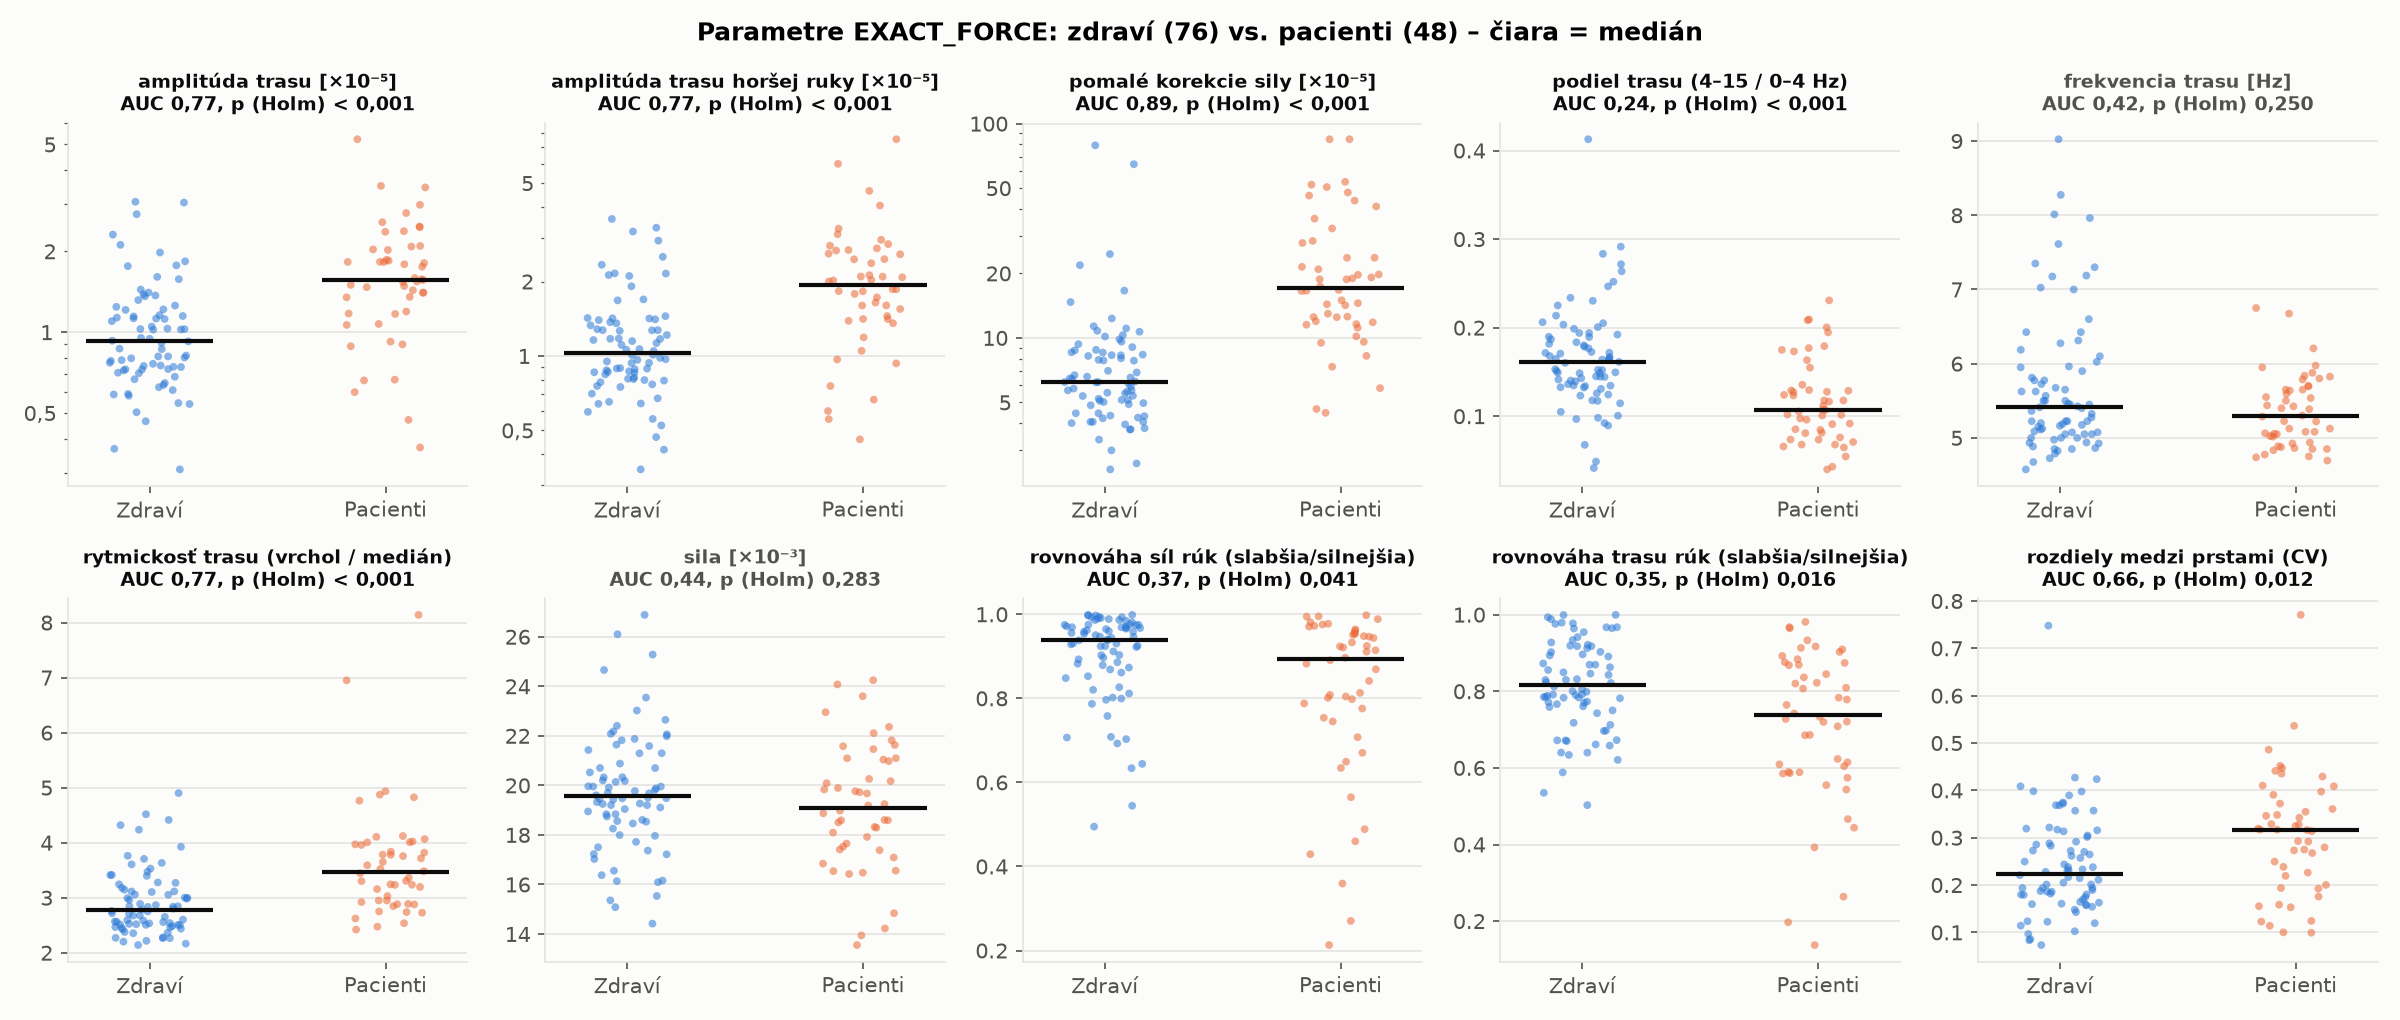 Parametre EXACT_FORCE: zdraví (76) vs. pacienti (48) – čiara = medián
amplitúda trasu [×10⁻⁵]
AUC 0,77, p (Holm) < 0,001
5
2
1
0,5
Zdraví
Pacienti
amplitúda trasu horšej ruky [×10⁻⁵]
AUC 0,77, p (Holm) < 0,001
5
2
1
0,5
Zdraví
Pacienti
pomalé korekcie sily [×10⁻⁵]
AUC 0,89, p (Holm) < 0,001
100
50
20
10
5
Zdraví
Pacienti
podiel trasu (4–15 / 0–4 Hz)
AUC 0,24, p (Holm) < 0,001
0.4
0.3
0.2
0.1
Zdraví
Pacienti
frekvencia trasu [Hz]
AUC 0,42, p (Holm) 0,250
9
8
7
6
5
Zdraví
Pacienti
rytmickosť trasu (vrchol / medián)
AUC 0,77, p (Holm) < 0,001
8
7
6
5
4
3
2
Zdraví
Pacienti
sila [×10⁻³]
AUC 0,44, p (Holm) 0,283
26
24
22
20
18
16
14
Zdraví
Pacienti
rovnováha síl rúk (slabšia/silnejšia)
AUC 0,37, p (Holm) 0,041
1.0
0.8
0.6
0.4
0.2
Zdraví
Pacienti
rovnováha trasu rúk (slabšia/silnejšia)
AUC 0,35, p (Holm) 0,016
1.0
0.8
0.6
0.4
0.2
Zdraví
Pacienti
rozdiely medzi prstami (CV)
AUC 0,66, p (Holm) 0,012
0.8
0.7
0.6
0.5
0.4
0.3
0.2
0.1
Zdraví
Pacienti